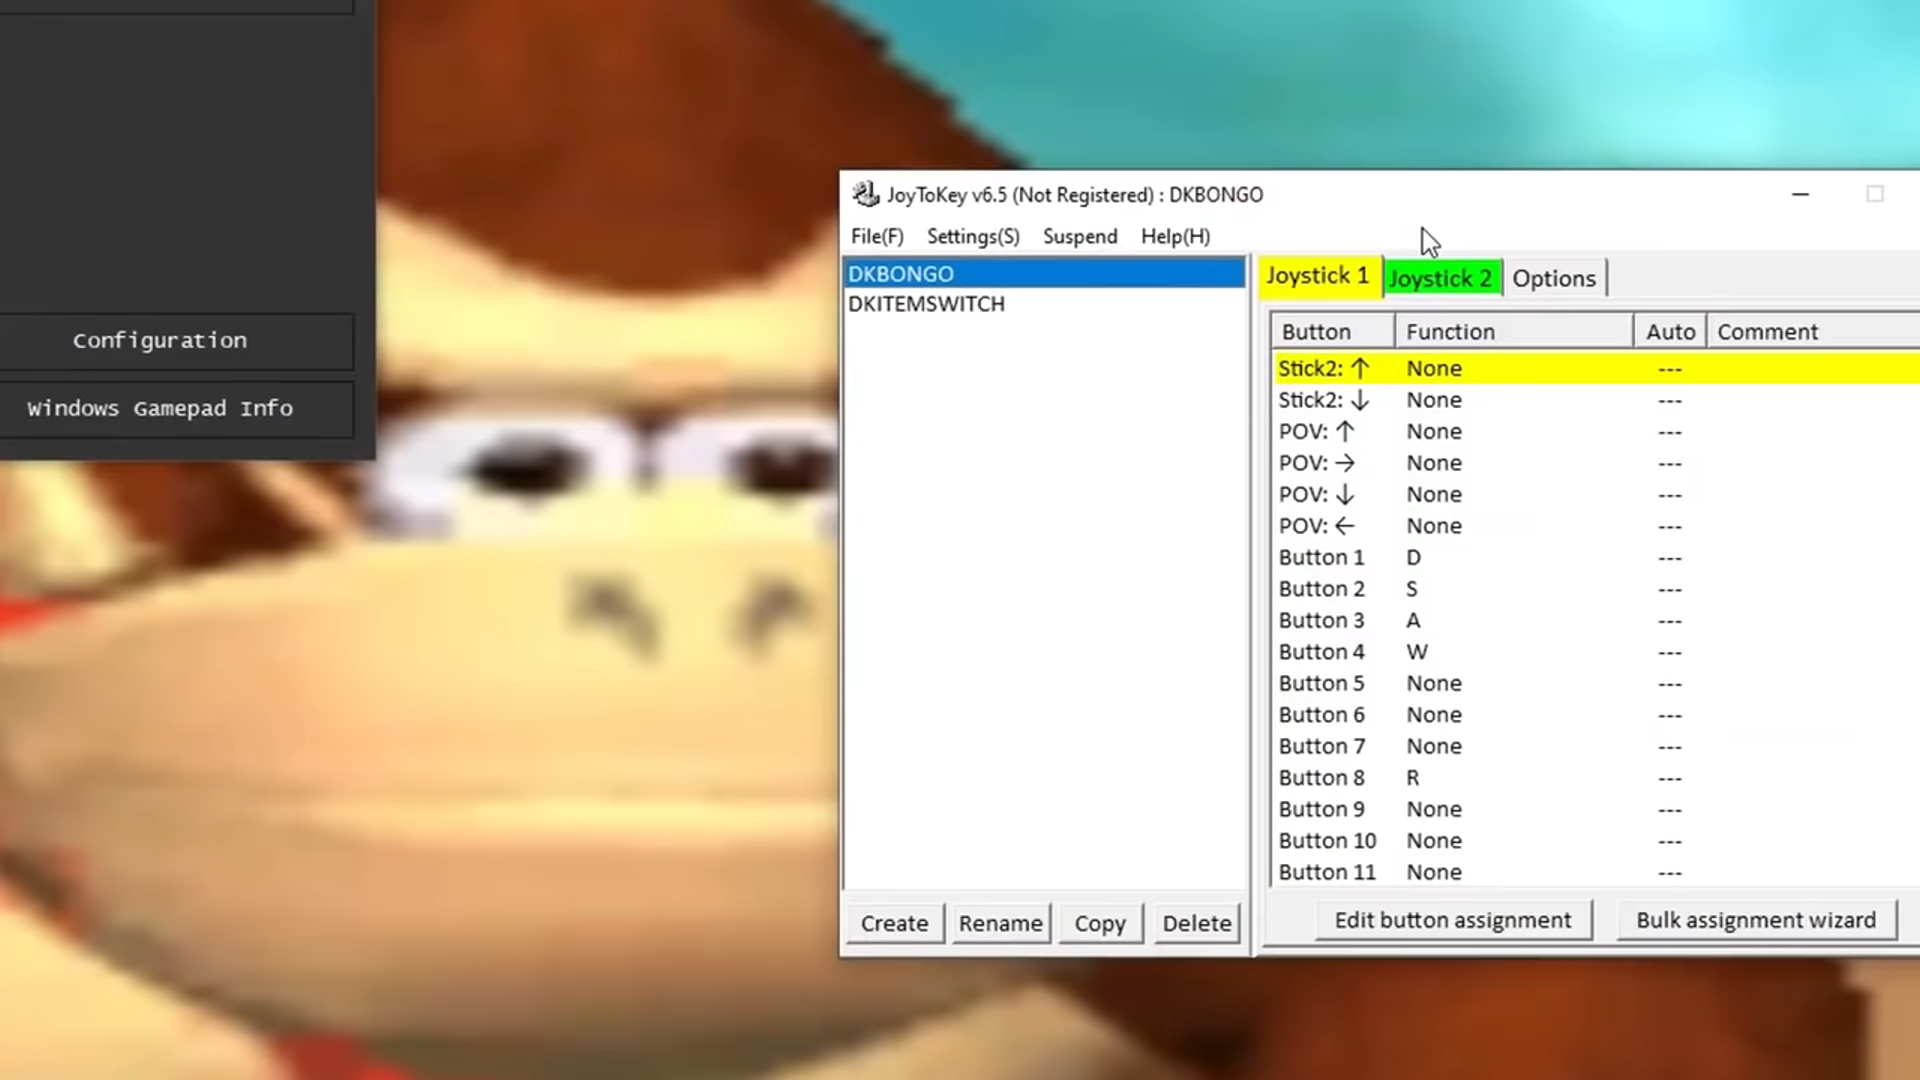 Configuration
Windows Gamepad Info
JoyToKey v6.5 (Not Registered) : DKBONGO
File(F) Settings(S) Suspend Help(H)
DKBONGO
DKITEMSWITCH
Create Rename Copy Delete
Joystick 1 Joystick 2 Options
Button Function Auto Comment
Stick2: ↑ None ---
Stick2: ↓ None ---
POV: ↑ None ---
POV: → None ---
POV: ↓ None ---
POV: ← None ---
Button 1 D ---
Button 2 S ---
Button 3 A ---
Button 4 W ---
Button 5 None ---
Button 6 None ---
Button 7 None ---
Button 8 R ---
Button 9 None ---
Button 10 None ---
Button 11 None ---
Edit button assignment Bulk assignment wizard